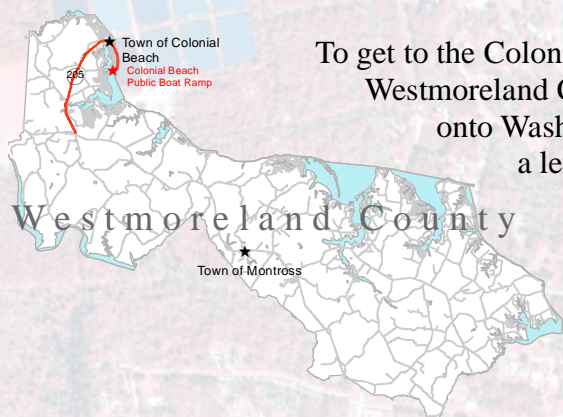 Town of Colonial
Beach
Colonial Beach
Public Boat Ramp
205
To get to the Colon
Westmoreland C
onto Wash
a le
Westmoreland County
Town of Montross